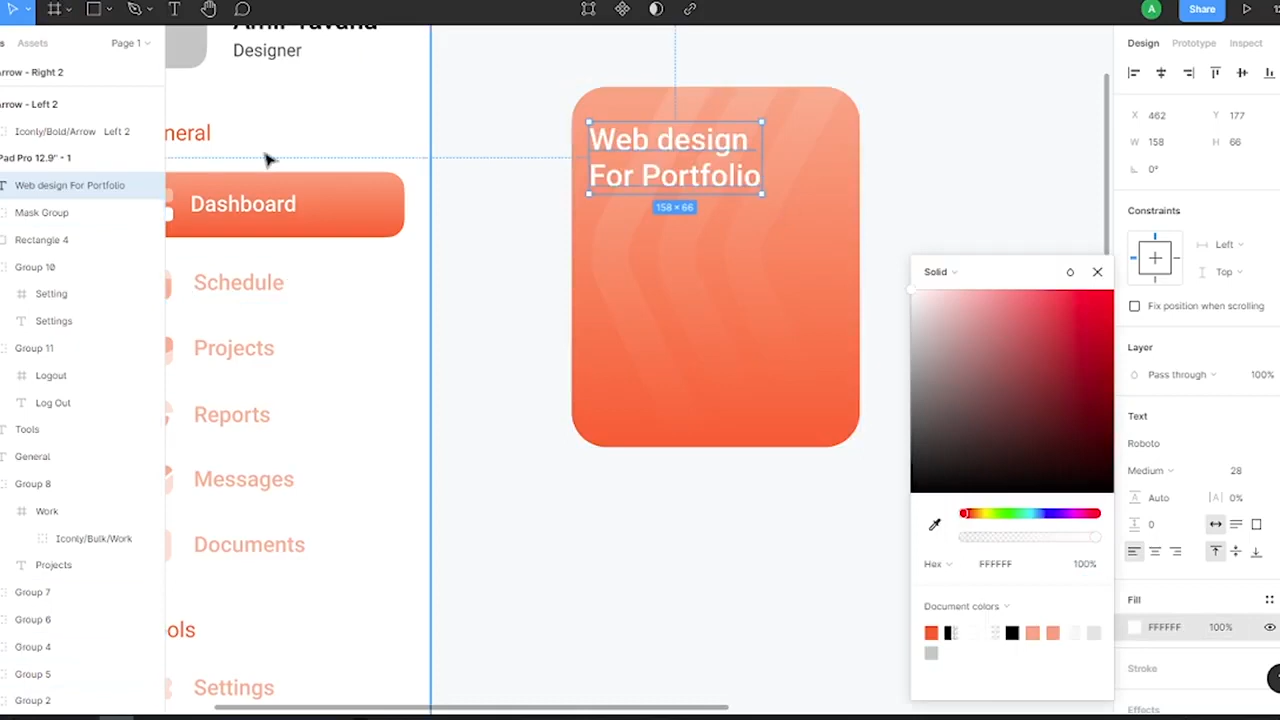 A
Share
Assets
Page 1
Design
Prototype
Inspect
Arrow - Right 2
Arrow - Left 2
Iconly/Bold/Arrow Left 2
Pad Pro 12.9" - 1
Web design For Portfolio
Mask Group
Rectangle 4
Group 10
Setting
Settings
Group 11
Logout
Log Out
Tools
General
Group 8
Work
Iconly/Bulk/Work
Projects
Group 7
Group 6
Group 4
Group 5
Group 2
Designer
neral
Dashboard
Schedule
Projects
Reports
Messages
Documents
ols
Settings
Web design
For Portfolio
158 × 66
Solid
Hex
FFFFFF
100%
Document colors
X 462
Y 177
W 158
H 66
0°
Constraints
Left
Top
Fix position when scrolling
Layer
Pass through
100%
Text
Roboto
Medium
28
Auto
|A| 0%
0
Fill
FFFFFF
100%
Stroke
Effects